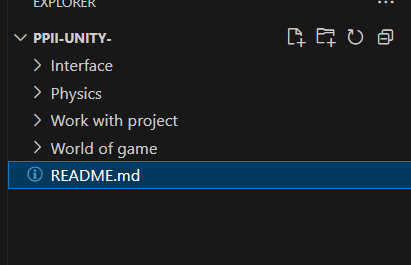 EXPLORER
PPII-UNITY-
Interface
Physics
Work with project
World of game
README.md